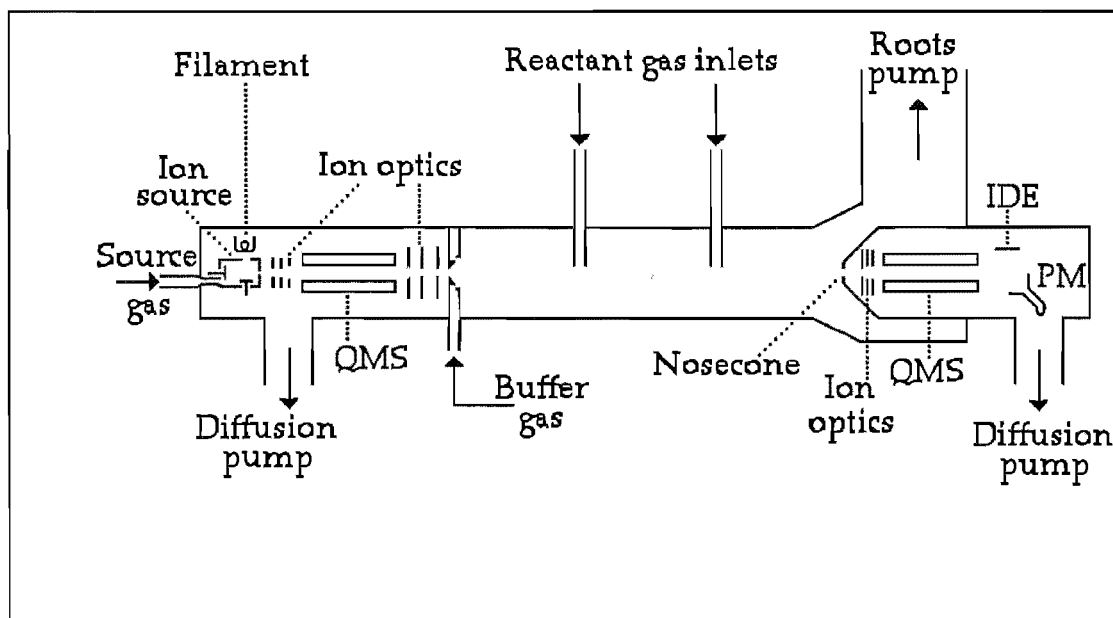 Filament
Reactant gas inlets
Roots
pump
Ion
source
Ion optics
IDE
Source
gas
PM
QMS
Nosecone
QMS
Buffer
gas
Ion
optics
Diffusion
pump
Diffusion
pump